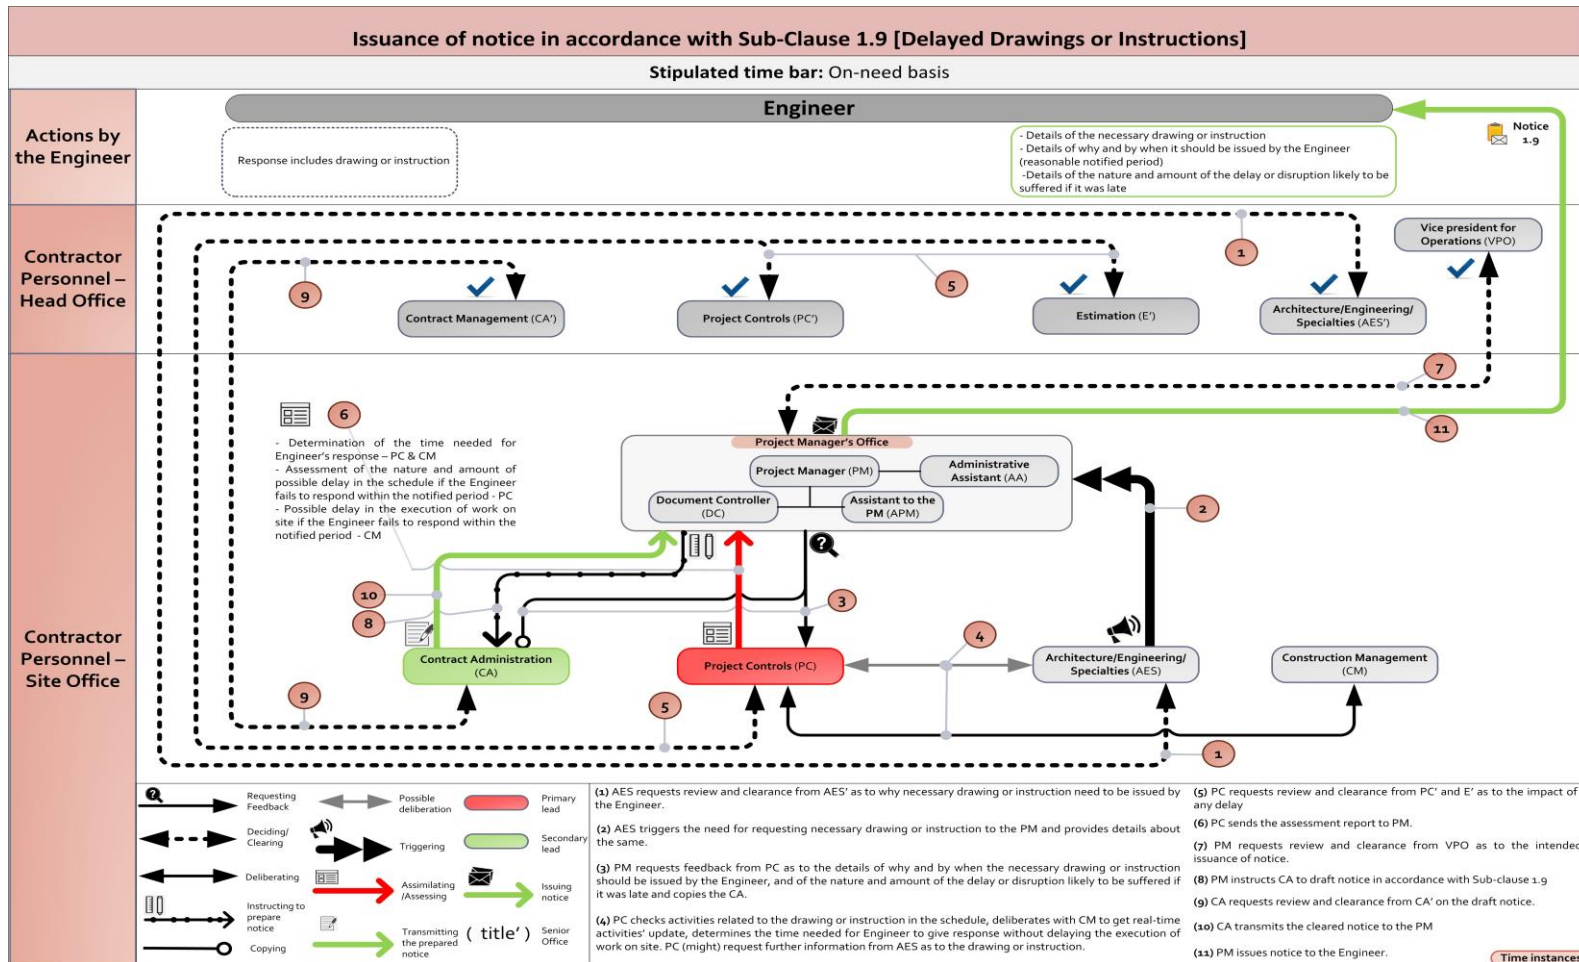 Issuance of notice in accordance with Sub-Clause 1.9 [Delayed Drawings or Instructions]
Stipulated time bar: On-need basis
Actions by
the Engineer
Engineer
Response includes drawing or instruction
- Details of the necessary drawing or instruction
- Details of why and by when it should be issued by the Engineer
(reasonable notified period)
-Details of the nature and amount of the delay or disruption likely to be
suffered if it was late
Notice
1.9
Contractor
Personnel –
Head Office
1
Vice president for
Operations (VPO)
9
5
Contract Management (CA')
Project Controls (PC')
Estimation (E')
Architecture/Engineering/
Specialties (AES')
Contractor
Personnel –
Site Office
7
11
6
- Determination of the time needed for
Engineer's response – PC & CM
- Assessment of the nature and amount of
possible delay in the schedule if the Engineer
fails to respond within the notified period - PC
- Possible delay in the execution of work on
site if the Engineer fails to respond within the
notified period - CM
Project Manager's Office
Project Manager (PM)
Administrative
Assistant (AA)
Document Controller
(DC)
Assistant to the
PM (APM)
2
10
8
3
4
Contract Administration
(CA)
Project Controls (PC)
Architecture/Engineering/
Specialties (AES)
Construction Management
(CM)
9
5
1
Requesting
Feedback
Possible
deliberation
Primary
lead
Deciding/
Clearing
Triggering
Secondary
lead
Deliberating
Assimilating
/Assessing
Issuing
notice
Instructing to
prepare
notice
Transmitting
the prepared
notice
( title' )
Senior
Office
Copying
(1) AES requests review and clearance from AES' as to why necessary drawing or instruction need to be issued by
the Engineer.
(2) AES triggers the need for requesting necessary drawing or instruction to the PM and provides details about
the same.
(3) PM requests feedback from PC as to the details of why and by when the necessary drawing or instruction
should be issued by the Engineer, and of the nature and amount of the delay or disruption likely to be suffered if
it was late and copies the CA.
(4) PC checks activities related to the drawing or instruction in the schedule, deliberates with CM to get real-time
activities' update, determines the time needed for Engineer to give response without delaying the execution of
work on site. PC (might) request further information from AES as to the drawing or instruction.
(5) PC requests review and clearance from PC' and E' as to the impact of
any delay
(6) PC sends the assessment report to PM.
(7) PM requests review and clearance from VPO as to the intended
issuance of notice.
(8) PM instructs CA to draft notice in accordance with Sub-clause 1.9
(9) CA requests review and clearance from CA' on the draft notice.
(10) CA transmits the cleared notice to the PM
(11) PM issues notice to the Engineer.
Time instances